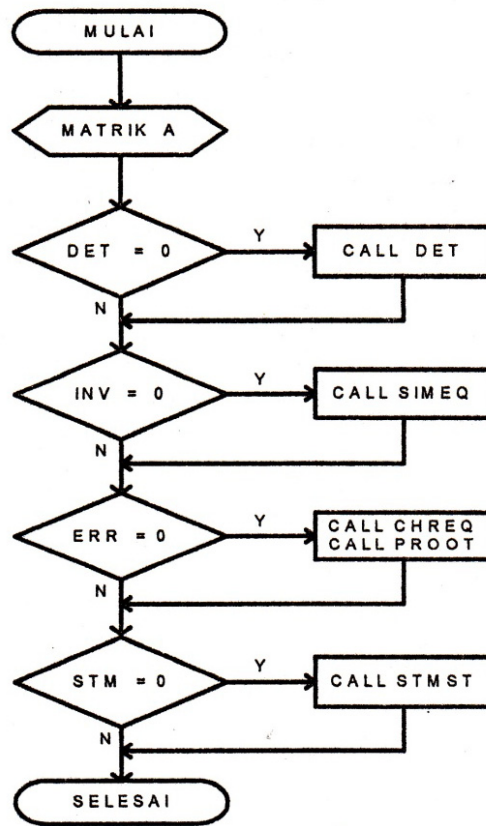 MULAI
MATRIK A
DET = 0
Y
CALL DET
N
INV = 0
Y
CALL SIMEQ
N
ERR = 0
Y
CALL CHREQ
CALL PROOT
N
STM = 0
Y
CALL STMST
N
SELESAI